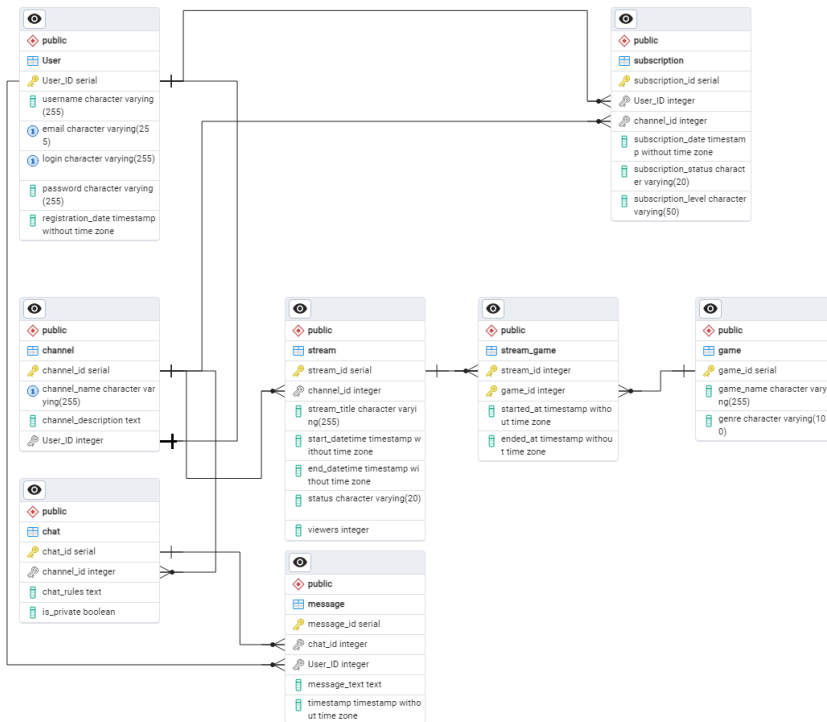 public
User
User_ID serial
username character varying
(255)
email character varying(25
5)
login character varying(255)
password character varying
(255)
registration_date timestamp
without time zone
public
subscription
subscription_id serial
User_ID integer
channel_id integer
subscription_date timestam
p without time zone
subscription_status charact
er varying(20)
subscription_level character
varying(50)
public
channel
channel_id serial
channel_name character var
ying(255)
channel_description text
User_ID integer
public
stream
stream_id serial
channel_id integer
stream_title character varyi
ng(255)
start_datetime timestamp w
ithout time zone
end_datetime timestamp wi
thout time zone
status character varying(20)
viewers integer
public
stream_game
stream_id integer
game_id integer
started_at timestamp witho
ut time zone
ended_at timestamp withou
t time zone
public
game
game_id serial
game_name character varyi
ng(255)
genre character varying(10
0)
public
chat
chat_id serial
channel_id integer
chat_rules text
is_private boolean
public
message
message_id serial
chat_id integer
User_ID integer
message_text text
timestamp timestamp witho
ut time zone